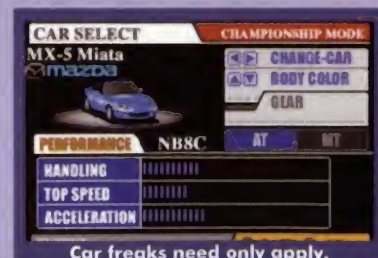 CAR SELECT
CHAMPIONSHIP MODE
MX-5 Miata
mazda
CHANGE-CAR
BODY COLOR
GEAR
PERFORMANCE NB8C
AT MT
HANDLING
TOP SPEED
ACCELERATION
Car freaks need only apply.